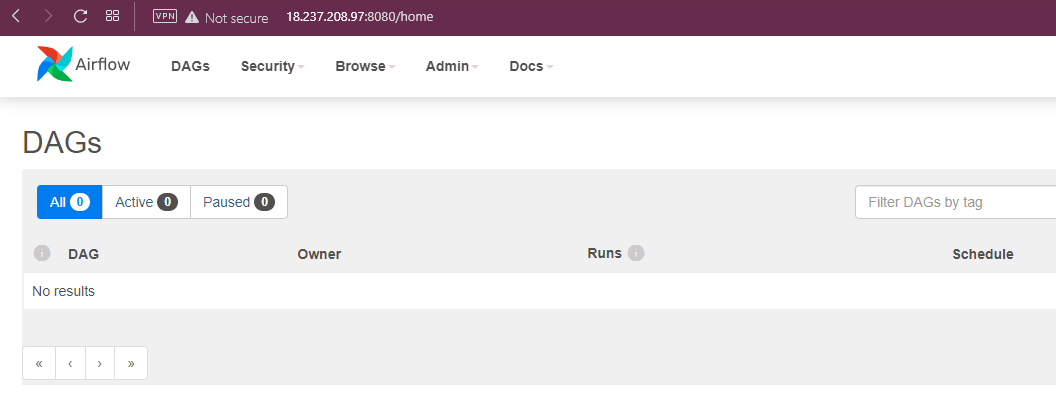 VPN Not secure 18.237.208.97:8080/home
Airflow DAGs Security Browse Admin Docs
DAGs
All 0 Active 0 Paused 0 Filter DAGs by tag
i DAG Owner Runs i Schedule
No results
« ‹ › »